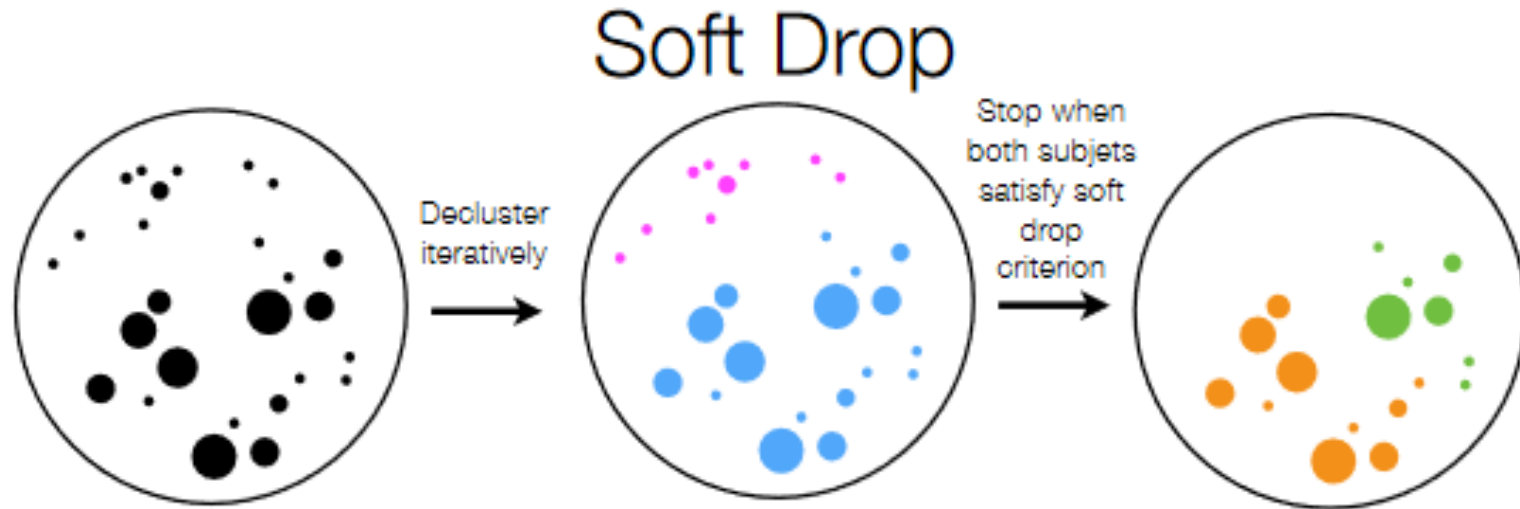 Soft Drop
Decluster
iteratively
Stop when
both subjets
satisfy soft
drop
criterion